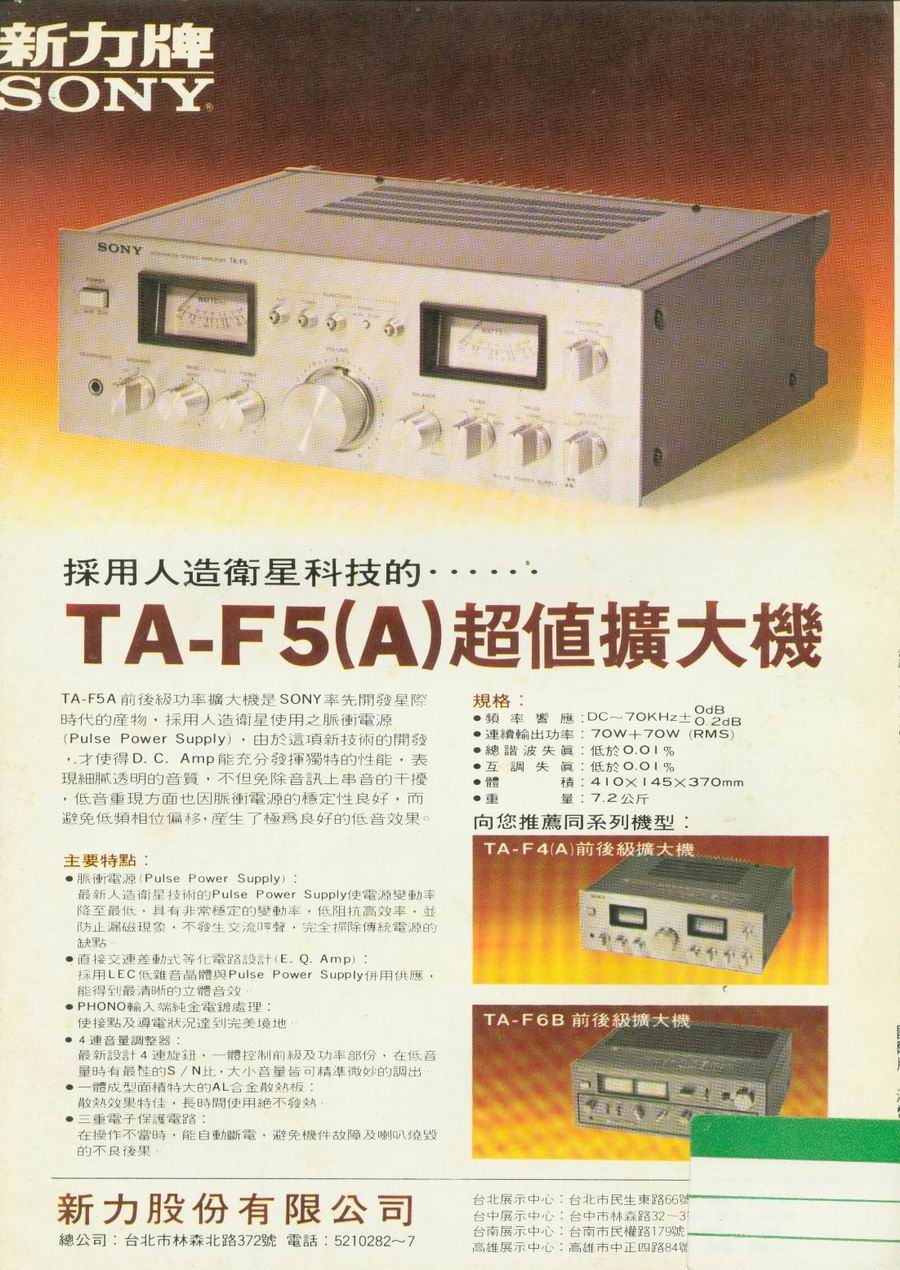 新力牌
SONY
SONY INTEGRATED STEREO AMPLIFIER TA-F5
POWER
WATTS
WATTS
MONITOR
HEADPHONES
VOLUME
BALANCE
FILTER
MODE
PULSE POWER SUPPLY
採用人造衛星科技的······
TA-F5(A)超值擴大機
TA-F5A 前後級功率擴大機是SONY率先開發星際
時代的產物，採用人造衛星使用之脈衝電源
(Pulse Power Supply)，由於這項新技術的開發
，才使得D. C. Amp能充分發揮獨特的性能，表
現細膩透明的音質，不但免除音訊上串音的干擾
，低音重現方面也因脈衝電源的穩定性良好，而
避免低頻相位偏移，產生了極爲良好的低音效果。
主要特點：
●脈衝電源(Pulse Power Supply)：
最新人造衛星技術的Pulse Power Supply使電源變動率
降至最低，具有非常穩定的變動率，低阻抗高效率，並
防止漏磁現象，不發生交流哼聲，完全摒除傳統電源的
缺點。
●直接交連差動式等化電路設計(E. Q. Amp)：
採用LEC低雜音晶體與Pulse Power Supply併用供應，
能得到最清晰的立體音效。
●PHONO輸入端純金電鍍處理：
使接點及導電狀況達到完美境地。
●4連音量調整器：
最新設計4連旋鈕，一體控制前級及功率部份，在低音
量時有最佳的S/N比，大小音量皆可精準微妙的調出。
●一體成型面積特大的AL合金散熱板：
散熱效果特佳，長時間使用絕不發熱。
●三重電子保護電路：
在操作不當時，能自動斷電，避免機件故障及喇叭燒毀
的不良後果。
規格：
●頻率響應：DC～70KHz± 0dB 0.2dB
●連續輸出功率：70W＋70W (RMS)
●總諧波失眞：低於0.01%
●互調失眞：低於0.01%
●體積：410×145×370mm
●重量：7.2公斤
向您推薦同系列機型：
TA-F4(A)前後級擴大機
TA-F6B 前後級擴大機
新力股份有限公司
總公司：台北市林森北路372號 電話：5210282～7
台北展示中心：台北市民生東路66號
台中展示中心：台中市林森路32～3
台南展示中心：台南市民權路179號
高雄展示中心：高雄市中正四路84號